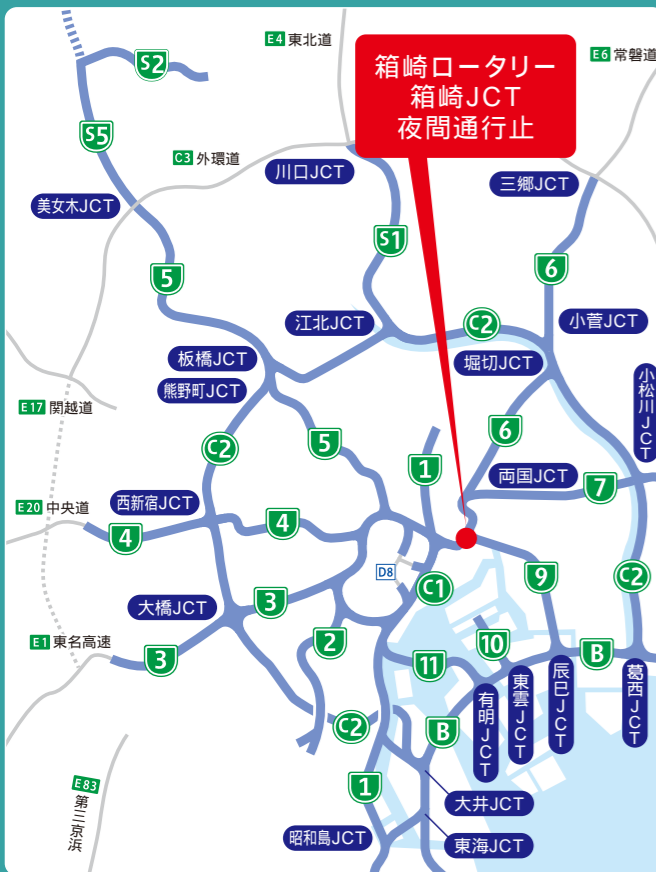 箱崎ロータリー
箱崎JCT
夜間通行止
E4 東北道
E6 常磐道
S2
S5
C3 外環道
川口JCT
三郷JCT
美女木JCT
S1
5
6
江北JCT
C2
小菅JCT
板橋JCT
堀切JCT
熊野町JCT
小松川JCT
E17 関越道
C2
5
6
1
両国JCT
7
西新宿JCT
E20 中央道
4
4
9
D8
C1
C2
大橋JCT
3
2
10
E1 東名高速
3
11
B
有明JCT
東雲JCT
辰巳JCT
葛西JCT
C2
B
E83
第三京浜
1
大井JCT
昭和島JCT
東海JCT